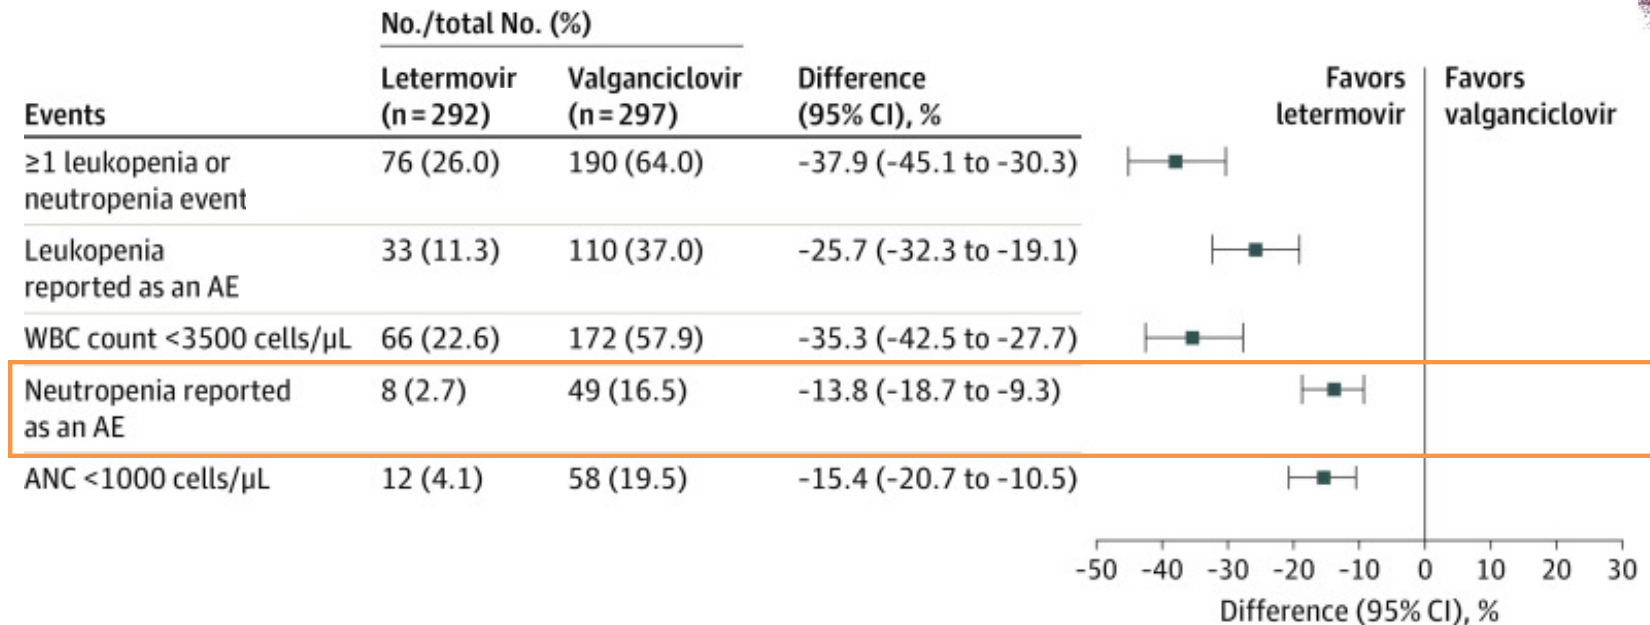 No./total No. (%)
Letermovir Valganciclovir Difference Favors Favors
Events (n = 292) (n = 297) (95% CI), % letermovir valganciclovir
≥1 leukopenia or 76 (26.0) 190 (64.0) -37.9 (-45.1 to -30.3)
neutropenia event
Leukopenia 33 (11.3) 110 (37.0) -25.7 (-32.3 to -19.1)
reported as an AE
WBC count <3500 cells/μL 66 (22.6) 172 (57.9) -35.3 (-42.5 to -27.7)
Neutropenia reported 8 (2.7) 49 (16.5) -13.8 (-18.7 to -9.3)
as an AE
ANC <1000 cells/μL 12 (4.1) 58 (19.5) -15.4 (-20.7 to -10.5)
-50 -40 -30 -20 -10 0 10 20 30
Difference (95% CI), %